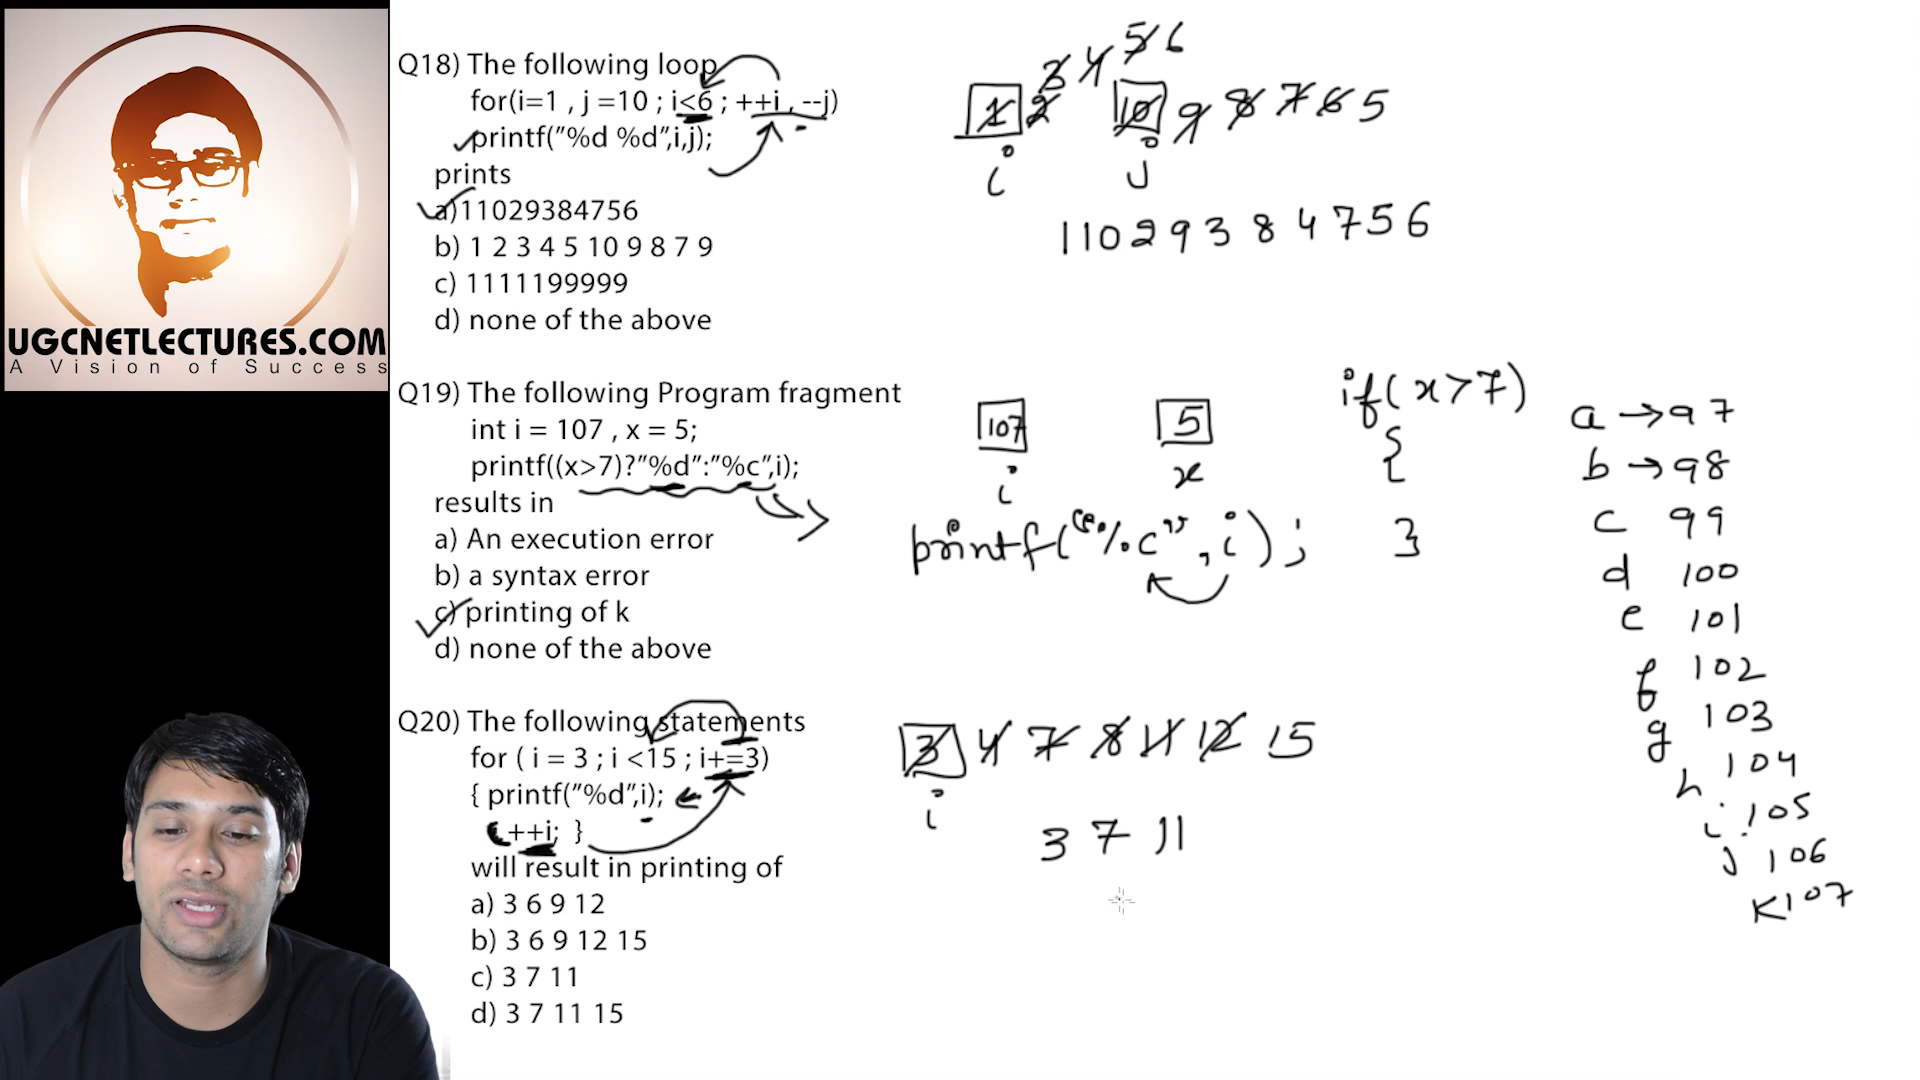 UGCNETLECTURES.COM
A Vision of Success
Q18) The following loop
for(i=1 , j =10 ; i<6 ; ++i , --j)
printf("%d %d",i,j);
prints
a)11029384756
b) 1 2 3 4 5 10 9 8 7 9
c) 1111199999
d) none of the above
1 2 3 4 5 6
i
10 9 8 7 6 5
j
1 10 2 9 3 8 4 7 5 6
Q19) The following Program fragment
int i = 107 , x = 5;
printf((x>7)?"%d":"%c",i);
results in
a) An execution error
b) a syntax error
c) printing of k
d) none of the above
107
i
5
x
if( x > 7 )
{
}
printf("%c" , i ) ;
a → 97
b → 98
c 99
d 100
e 101
f 102
g 103
h 104
i 105
j 106
K 107
Q20) The following statements
for ( i = 3 ; i <15 ; i+=3)
{ printf("%d",i);
++i; }
will result in printing of
a) 3 6 9 12
b) 3 6 9 12 15
c) 3 7 11
d) 3 7 11 15
3 4 7 8 11 12 15
i
3 7 11